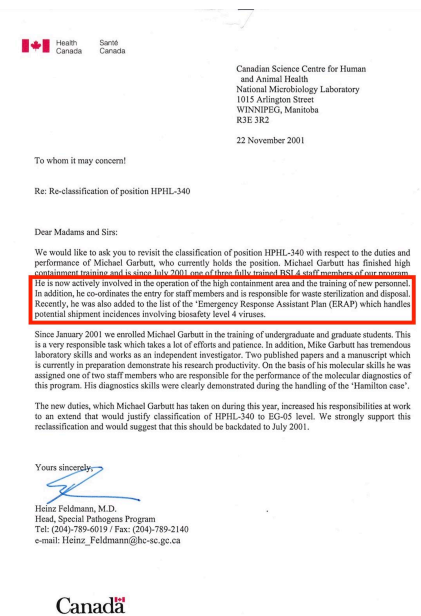 Health Santé
Canada Canada
Canadian Science Centre for Human
and Animal Health
National Microbiology Laboratory
1015 Arlington Street
WINNIPEG, Manitoba
R3E 3R2
22 November 2001
To whom it may concern!
Re: Re-classification of position HPHL-340
Dear Madams and Sirs:
We would like to ask you to revisit the classification of position HPHL-340 with respect to the duties and
performance of Michael Garbutt, who currently holds the position. Michael Garbutt has finished high
containment training and is since July 2001 one of three fully trained BSL4 staff members of our program.
He is now actively involved in the operation of the high containment area and the training of new personnel.
In addition, he co-ordinates the entry for staff members and is responsible for waste sterilization and disposal.
Recently, he was also added to the list of the 'Emergency Response Assistant Plan (ERAP) which handles
potential shipment incidences involving biosafety level 4 viruses.
Since January 2001 we enrolled Michael Garbutt in the training of undergraduate and graduate students. This
is a very responsible task which takes a lot of efforts and patience. In addition, Mike Garbutt has tremendous
laboratory skills and works as an independent investigator. Two published papers and a manuscript which
is currently in preparation demonstrate his research productivity. On the basis of his molecular skills he was
assigned one of two staff members who are responsible for the performance of the molecular diagnostics of
this program. His diagnostics skills were clearly demonstrated during the handling of the 'Hamilton case'.
The new duties, which Michael Garbutt has taken on during this year, increased his responsibilities at work
to an extend that would justify classification of HPHL-340 to EG-05 level. We strongly support this
reclassification and would suggest that this should be backdated to July 2001.
Yours sincerely,
Heinz Feldmann, M.D.
Head, Special Pathogens Program
Tel: (204)-789-6019 / Fax: (204)-789-2140
e-mail: Heinz_Feldmann@hc-sc.gc.ca
Canada